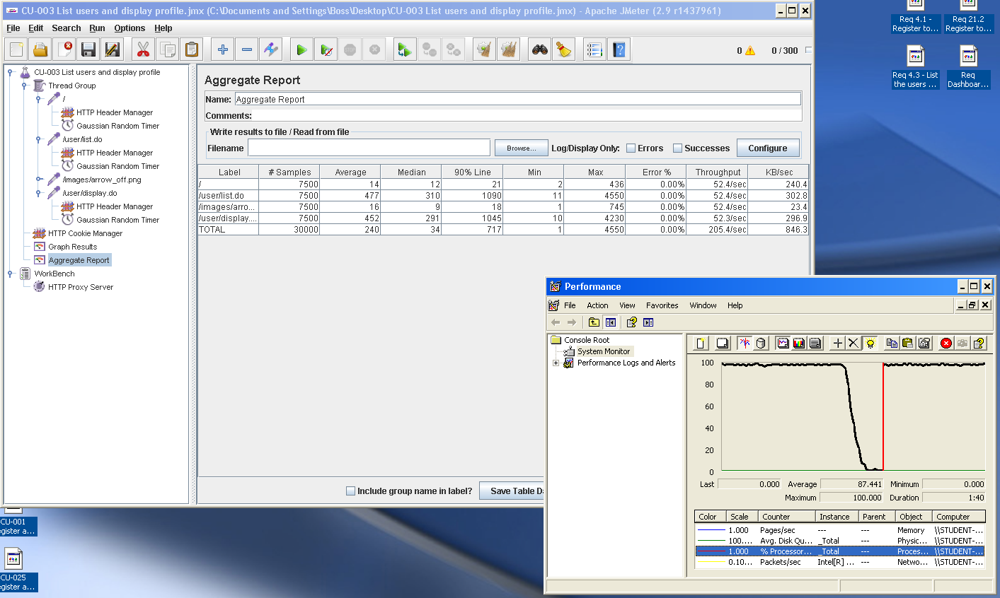 CU-003 List users and display profile.jmx (C:\Documents and Settings\Boss\Desktop\CU-003 List users and display profile.jmx) - Apache JMeter (2.9 r1437961)
File Edit Search Run Options Help
0 0 / 300
CU-003 List users and display profile
Thread Group
/
HTTP Header Manager
Gaussian Random Timer
/user/list.do
HTTP Header Manager
Gaussian Random Timer
/images/arrow_off.png
/user/display.do
HTTP Header Manager
Gaussian Random Timer
HTTP Cookie Manager
Graph Results
Aggregate Report
WorkBench
HTTP Proxy Server
Aggregate Report
Name: Aggregate Report
Comments:
Write results to file / Read from file
Filename Browse... Log/Display Only: Errors Successes Configure
Label # Samples Average Median 90% Line Min Max Error % Throughput KB/sec
/ 7500 14 12 21 2 436 0.00% 52.4/sec 240.4
/user/list.do 7500 477 310 1090 11 4550 0.00% 52.4/sec 302.8
/images/arro... 7500 16 9 18 1 745 0.00% 52.4/sec 23.4
/user/display.... 7500 452 291 1045 10 4230 0.00% 52.3/sec 296.9
TOTAL 30000 240 34 717 1 4550 0.00% 205.4/sec 846.3
Include group name in label? Save Table D
Req 4.1 -
Register to...
Req 21.2
Register to...
Req 4.3 - List
the users ...
Req
Dashboar...
CU-001
egister a...
CU-025
egister a...
Performance
File Action View Favorites Window Help
Console Root
System Monitor
Performance Logs and Alerts
100
80
60
40
20
0
Last 0.000 Average 87.441 Minimum 0.000
Maximum 100.000 Duration 1:40
Color Scale Counter Instance Parent Object Computer
1.000 Pages/sec --- --- Memory \\STUDENT-...
100.... Avg. Disk Qu... _Total --- Physic... \\STUDENT-...
1.000 % Processor... _Total --- Proces... \\STUDENT-...
0.10... Packets/sec Intel[R] ... --- Netwo... \\STUDENT-...